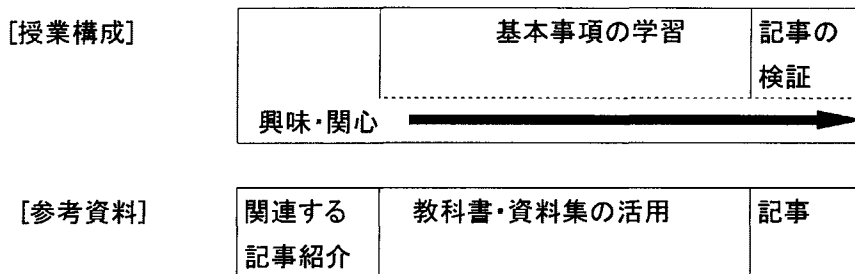 [授業構成]
基本事項の学習
記事の
検証
興味・関心
[参考資料]
関連する
記事紹介
教科書・資料集の活用
記事